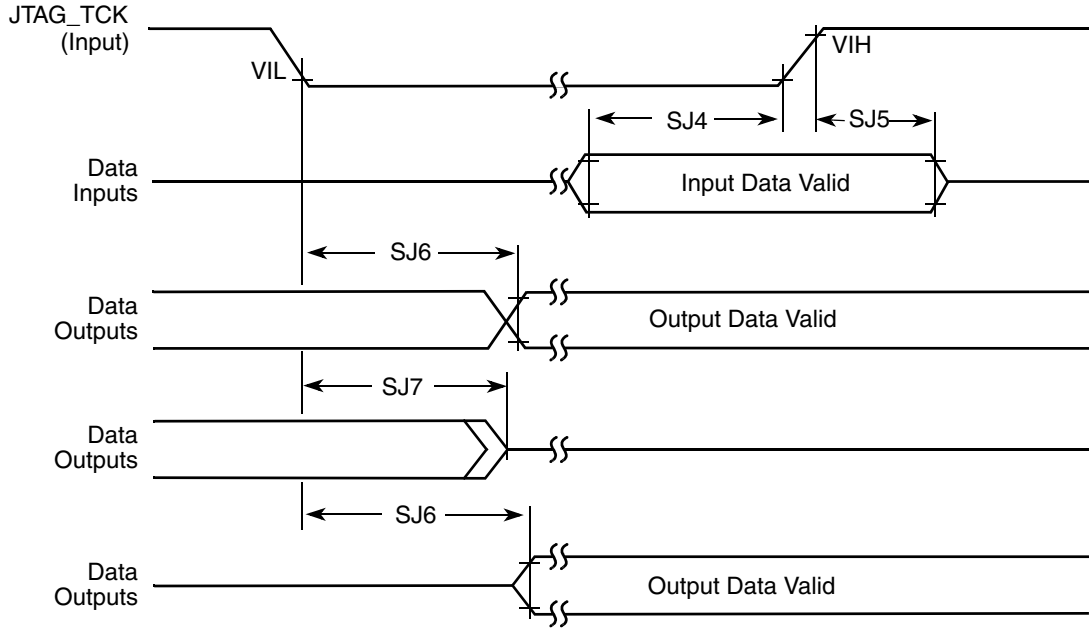 JTAG_TCK
(Input)
VIL
VIH
SJ4
SJ5
Data
Inputs
Input Data Valid
SJ6
Data
Outputs
Output Data Valid
SJ7
Data
Outputs
SJ6
Data
Outputs
Output Data Valid